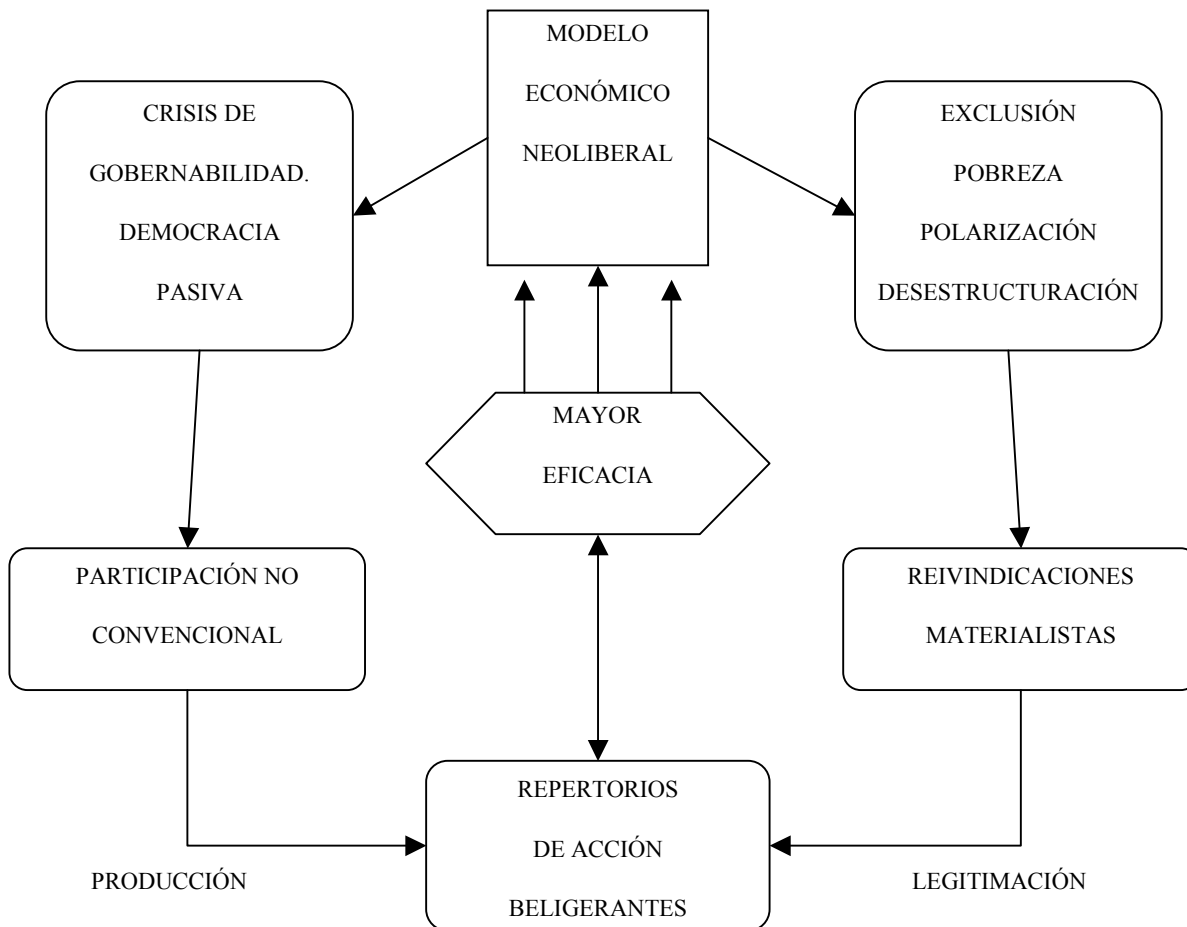 MODELO
ECONÓMICO
NEOLIBERAL
CRISIS DE
GOBERNABILIDAD.
DEMOCRACIA
PASIVA
EXCLUSIÓN
POBREZA
POLARIZACIÓN
DESESTRUCTURACIÓN
MAYOR
EFICACIA
PARTICIPACIÓN NO
CONVENCIONAL
REIVINDICACIONES
MATERIALISTAS
REPERTORIOS
DE ACCIÓN
BELIGERANTES
PRODUCCIÓN
LEGITIMACIÓN